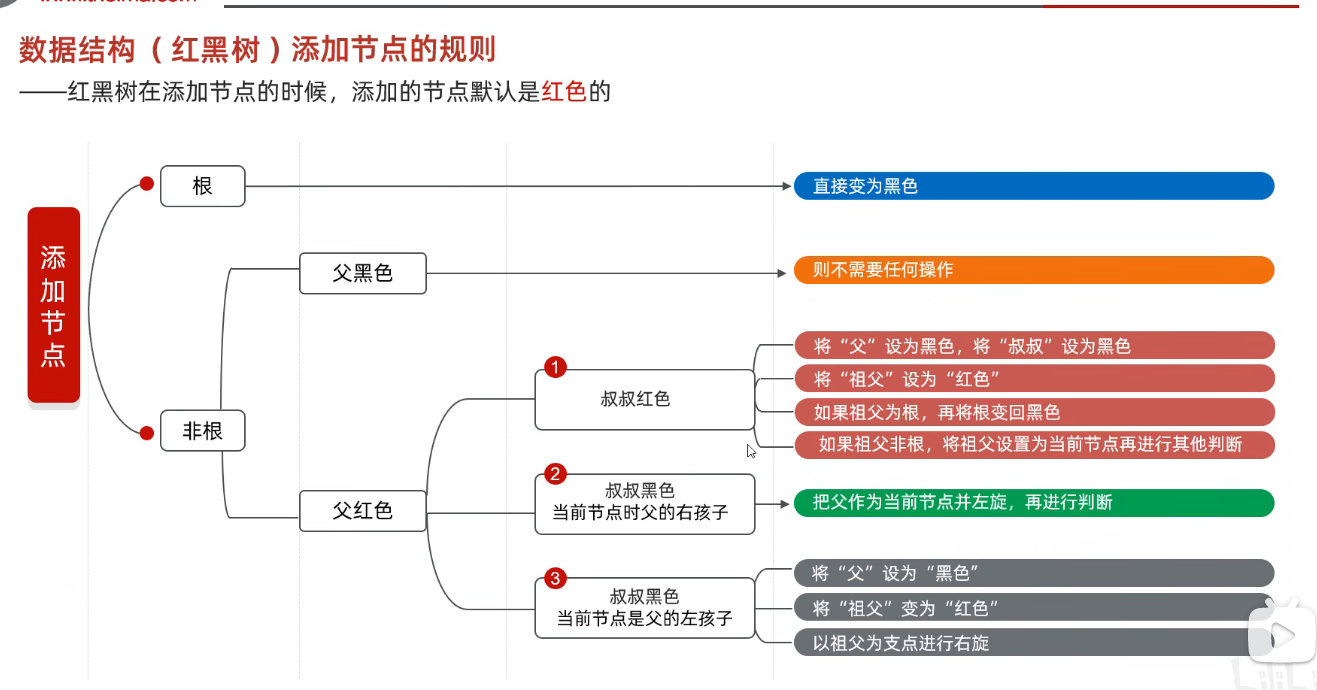 数据结构（红黑树）添加节点的规则
——红黑树在添加节点的时候，添加的节点默认是红色的
添加节点
根
直接变为黑色
非根
父黑色
则不需要任何操作
父红色
1
叔叔红色
将“父”设为黑色，将“叔叔”设为黑色
将“祖父”设为“红色”
如果祖父为根，再将根变回黑色
如果祖父非根，将祖父设置为当前节点再进行其他判断
2
叔叔黑色
当前节点时父的右孩子
把父作为当前节点并左旋，再进行判断
3
叔叔黑色
当前节点是父的左孩子
将“父”设为“黑色”
将“祖父”变为“红色”
以祖父为支点进行右旋